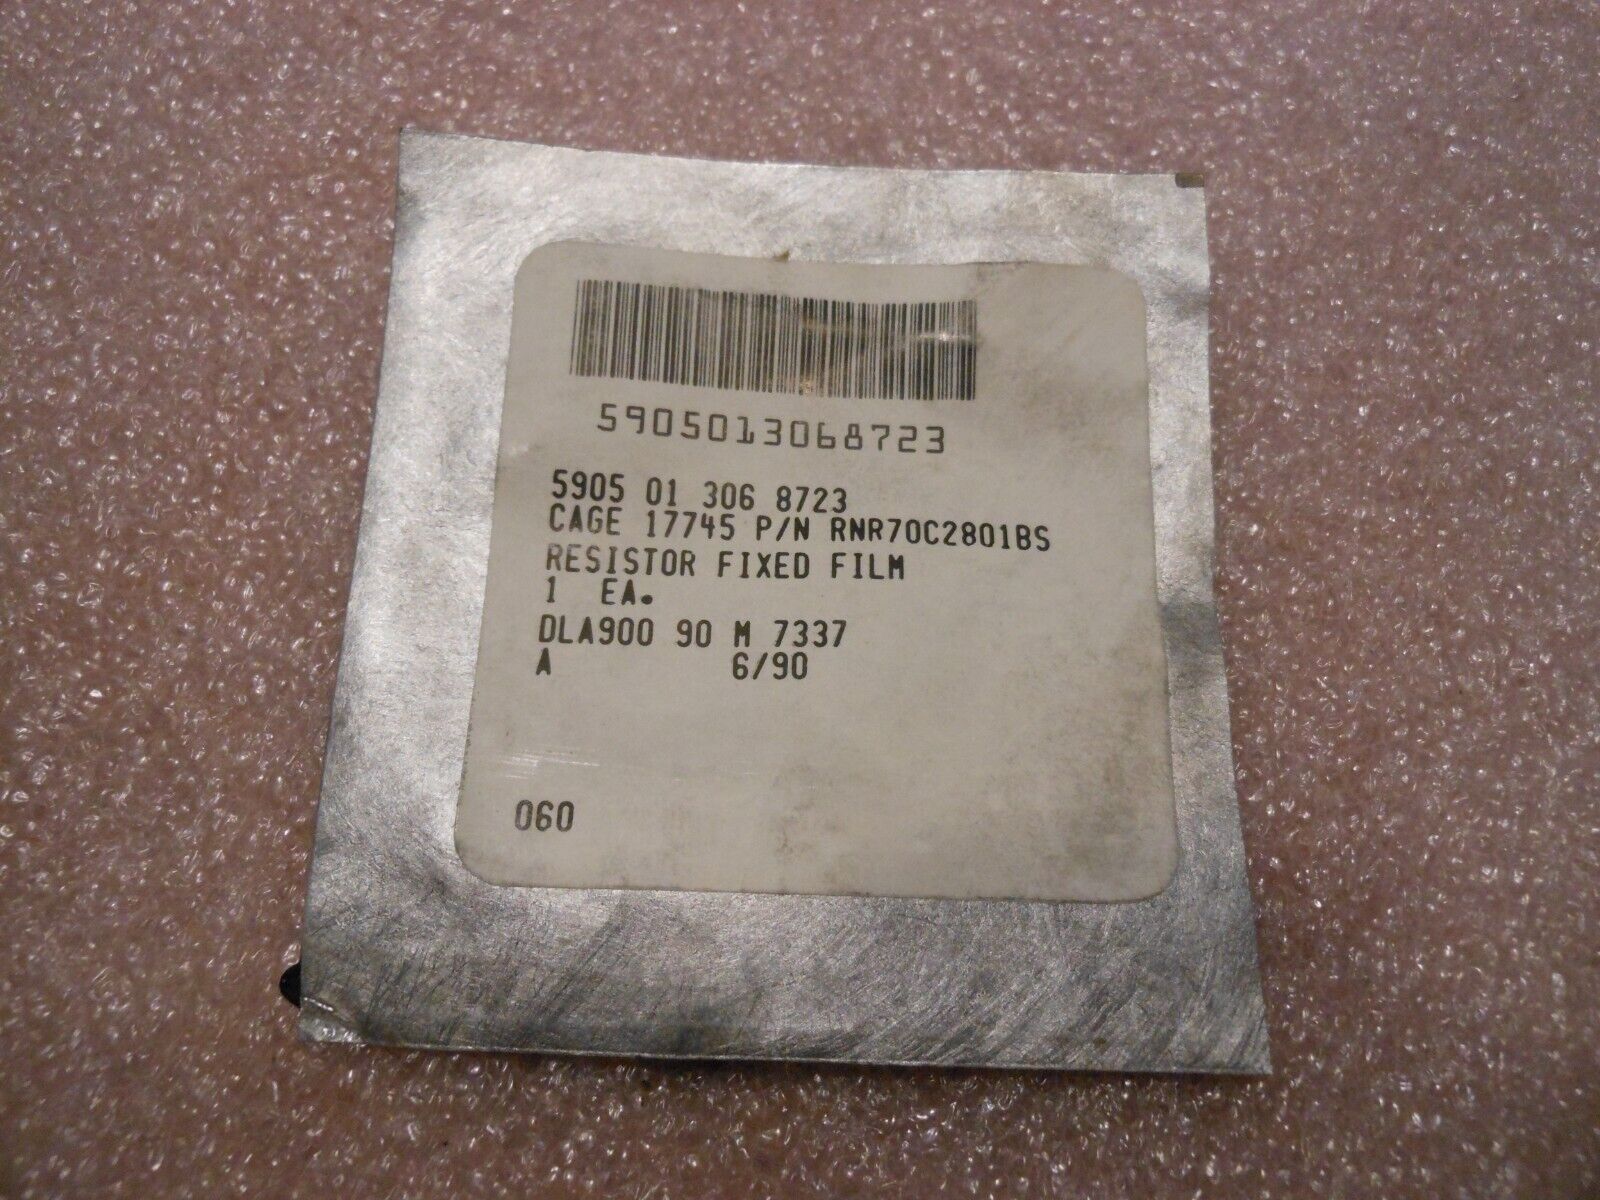 5905013068723
5905 01 306 8723
CAGE 17745 P/N RNR70C2801BS
RESISTOR FIXED FILM
1 EA.
DLA900 90 M 7337
A 6/90
060